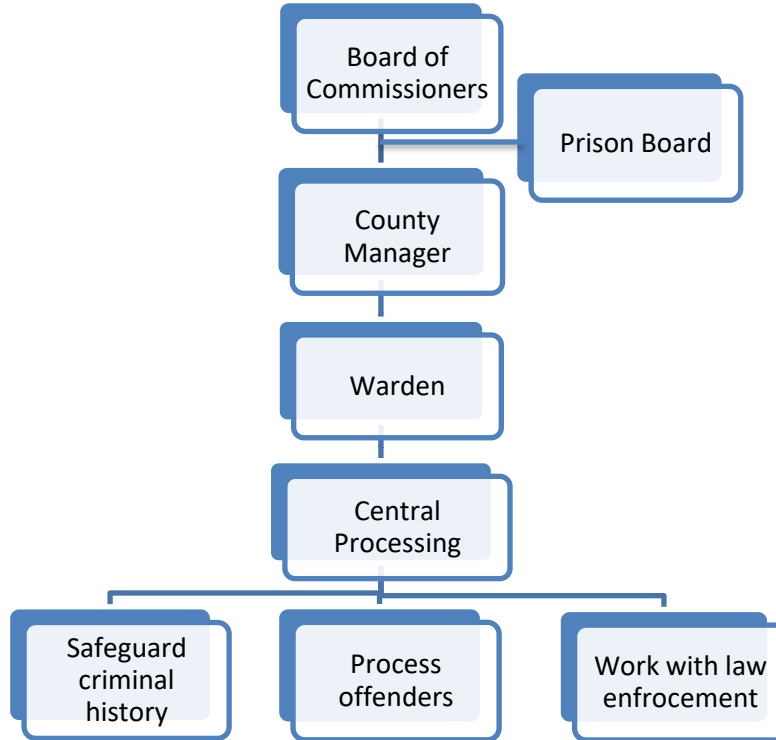 Board of
Commissioners
Prison Board
County
Manager
Warden
Central
Processing
Safeguard
criminal
history
Process
offenders
Work with law
enfrocement